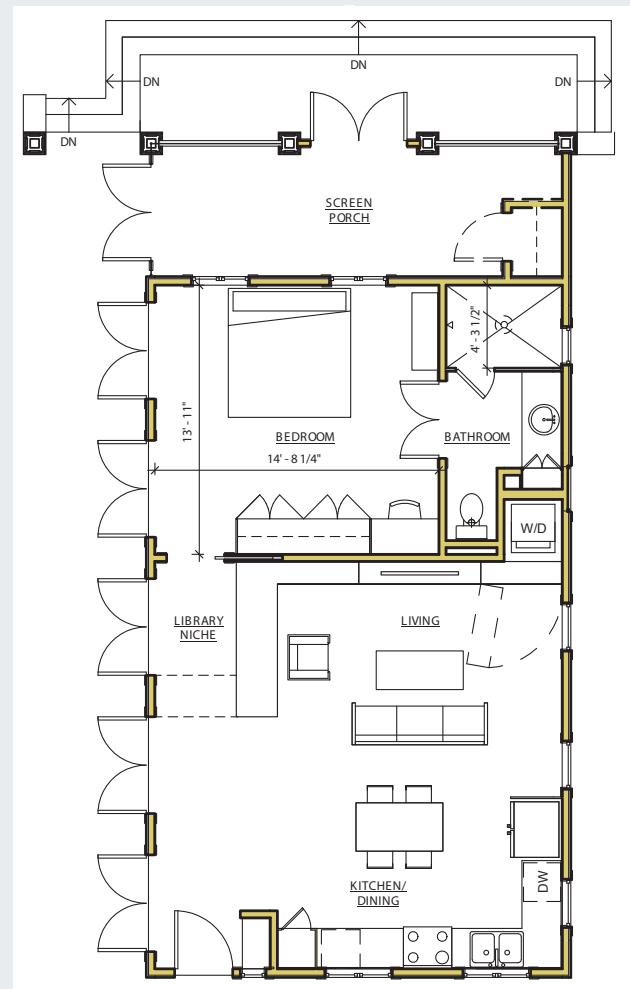 DN
DN
DN
DN
SCREEN
PORCH
4' - 3 1/2"
13' - 11"
BEDROOM
BATHROOM
14' - 8 1/4"
W/D
LIBRARY
NICHE
LIVING
KITCHEN/
DINING
DW